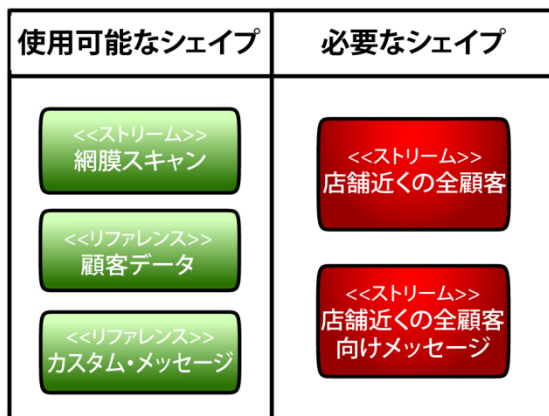 使用可能なシェイプ
必要なシェイプ
<<ストリーム>>
網膜スキャン
<<リファレンス>>
顧客データ
<<リファレンス>>
カスタム・メッセージ
<<ストリーム>>
店舗近くの全顧客
<<ストリーム>>
店舗近くの全顧客
向けメッセージ